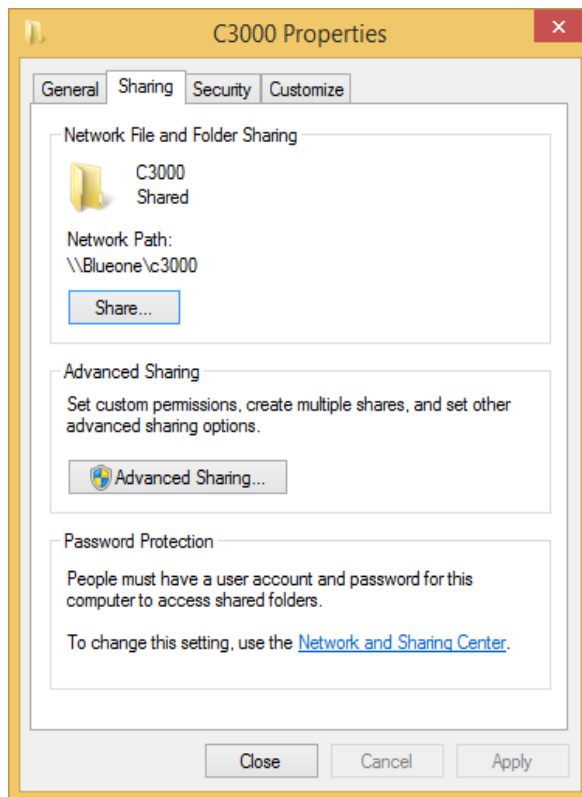 C3000 Properties
General Sharing Security Customize
Network File and Folder Sharing
C3000
Shared
Network Path:
\\Blueone\c3000
Share...
Advanced Sharing
Set custom permissions, create multiple shares, and set other
advanced sharing options.
Advanced Sharing...
Password Protection
People must have a user account and password for this
computer to access shared folders.
To change this setting, use the Network and Sharing Center.
Close Cancel Apply